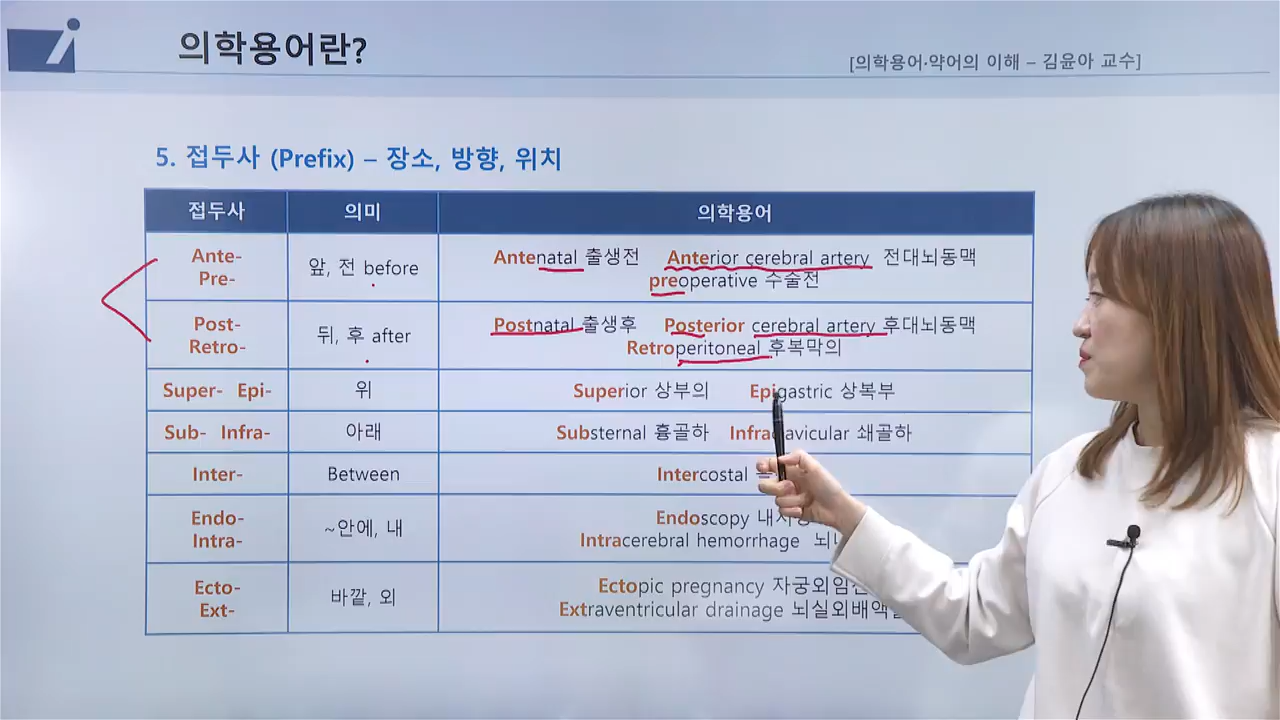 의학용어란?
[의학용어·약어의 이해 – 김윤아 교수]
5. 접두사 (Prefix) – 장소, 방향, 위치
접두사 의미 의학용어
Ante- Pre- 앞, 전 before Antenatal 출생전 Anterior cerebral artery 전대뇌동맥
preoperative 수술전
Post- Retro- 뒤, 후 after Postnatal 출생후 Posterior cerebral artery 후대뇌동맥
Retroperitoneal 후복막의
Super- Epi- 위 Superior 상부의 Epigastric 상복부
Sub- Infra- 아래 Substernal 흉골하 Infraclavicular 쇄골하
Inter- Between Intercostal
Endo- Intra- ~안에, 내 Endoscopy
Intracerebral hemorrhage
Ecto- Ext- 바깥, 외 Ectopic pregnancy 자궁외임신
Extraventricular drainage 뇌실외배액